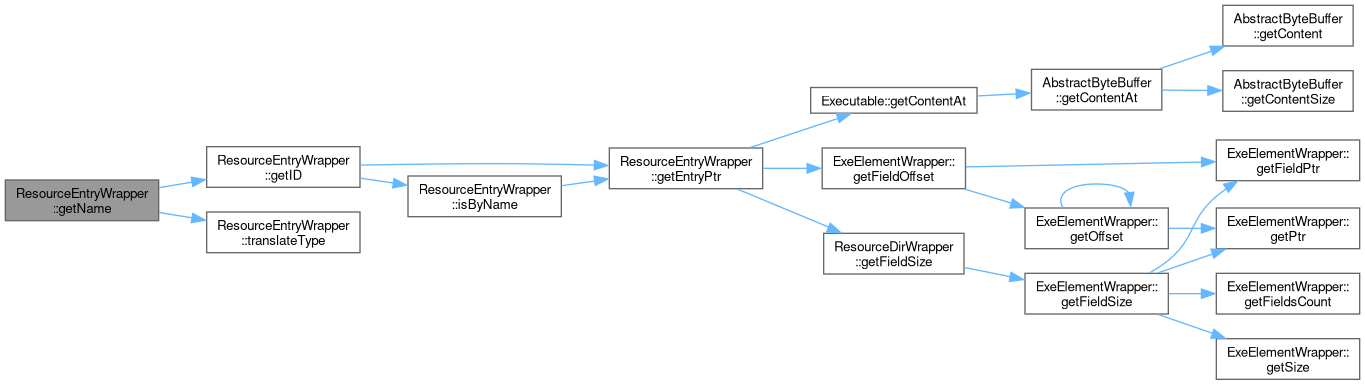 ResourceEntryWrapper
::getName
ResourceEntryWrapper
::getID
ResourceEntryWrapper
::translateType
ResourceEntryWrapper
::isByName
ResourceEntryWrapper
::getEntryPtr
Executable::getContentAt
ExeElementWrapper::
getFieldOffset
ResourceDirWrapper
::getFieldSize
AbstractByteBuffer
::getContentAt
ExeElementWrapper::
getOffset
ExeElementWrapper::
getFieldSize
AbstractByteBuffer
::getContent
AbstractByteBuffer
::getContentSize
ExeElementWrapper::
getFieldPtr
ExeElementWrapper::
getPtr
ExeElementWrapper::
getFieldsCount
ExeElementWrapper::
getSize